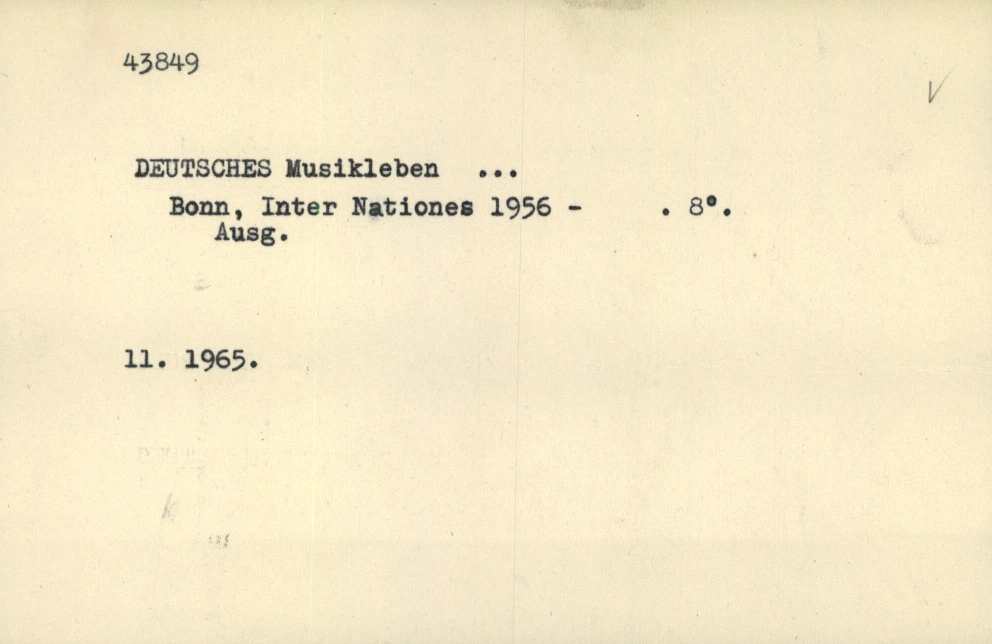 43849
DEUTSCHES Musikleben ...
Bonn, Inter Nationes 1956 - . 8°.
Ausg.
11. 1965.